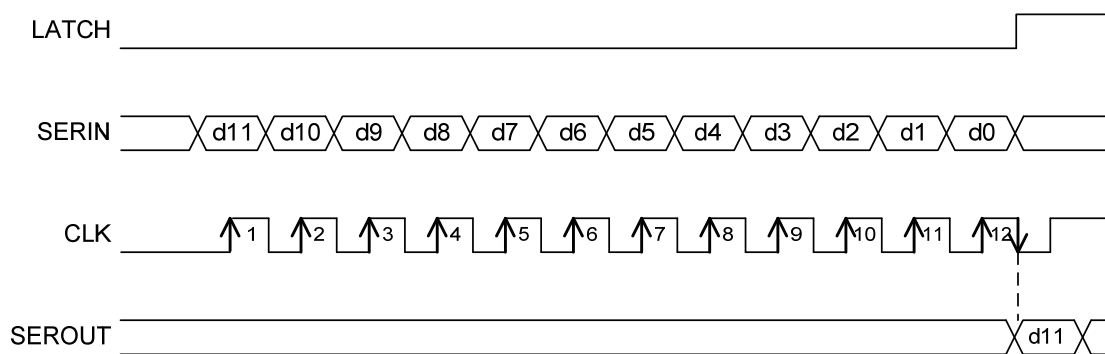 LATCH
SERIN d11 d10 d9 d8 d7 d6 d5 d4 d3 d2 d1 d0
CLK 1 2 3 4 5 6 7 8 9 10 11 12
SEROUT d11